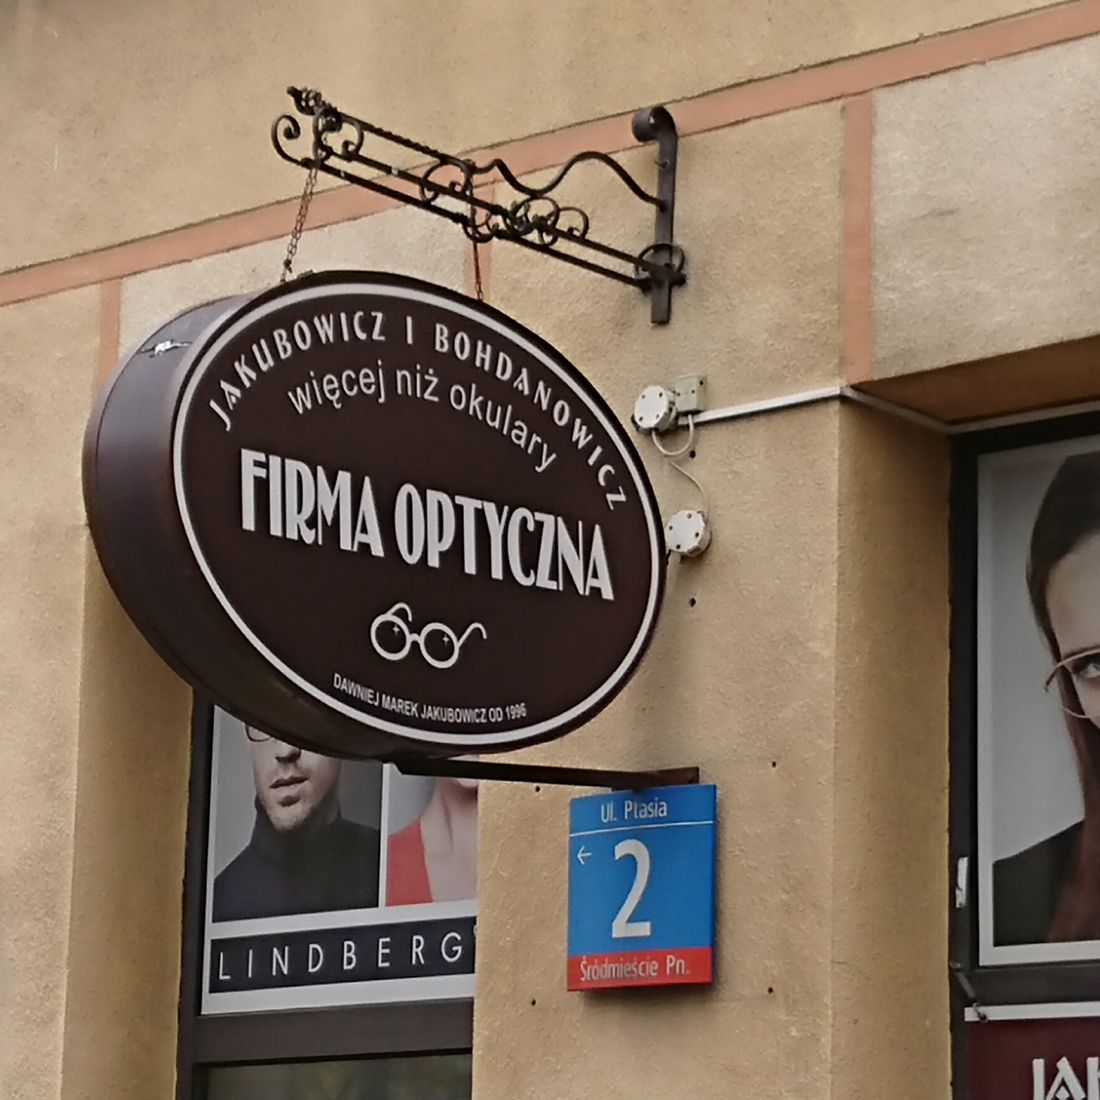 JAKUBOWICZ I BOHDANOWICZ
więcej niż okulary
FIRMA OPTYCZNA
DAWNIEJ MAREK JAKUBOWICZ OD 1996
Ul. Ptasia
← 2
Śródmieście Pn.
LINDBERG